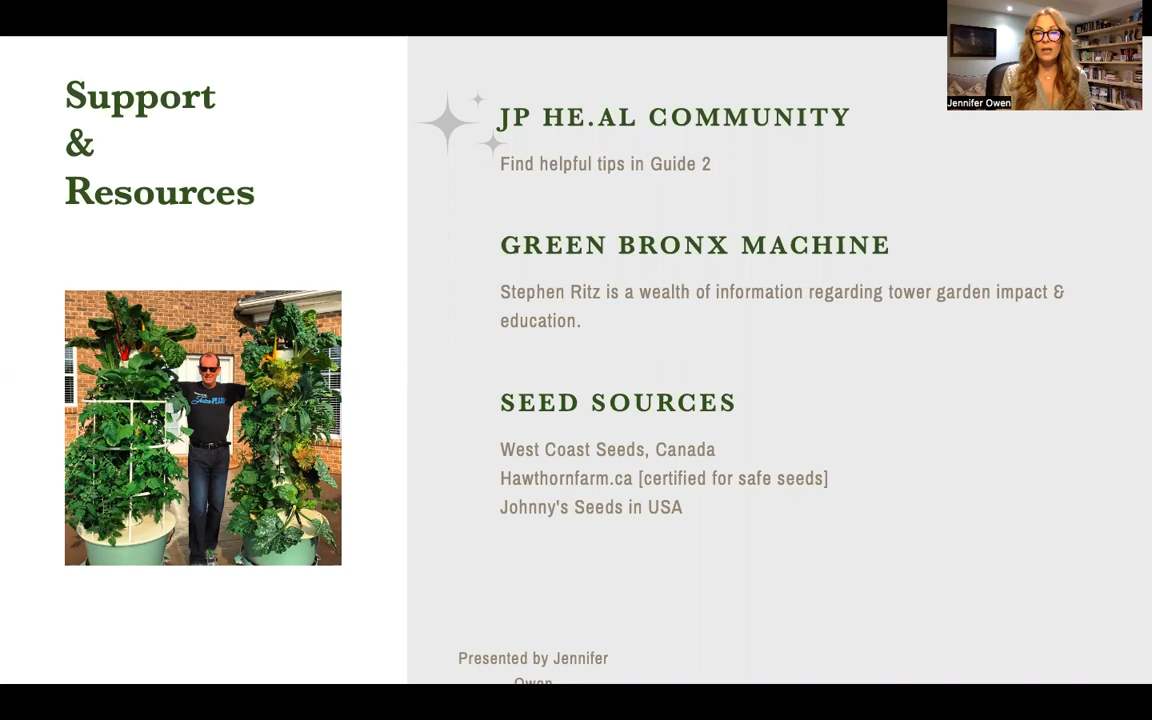 Support
&
Resources
JP HE.AL COMMUNITY
Find helpful tips in Guide 2
GREEN BRONX MACHINE
Stephen Ritz is a wealth of information regarding tower garden impact &
education.
SEED SOURCES
West Coast Seeds, Canada
Hawthornfarm.ca [certified for safe seeds]
Johnny's Seeds in USA
Presented by Jennifer
Owen
Jennifer Owen